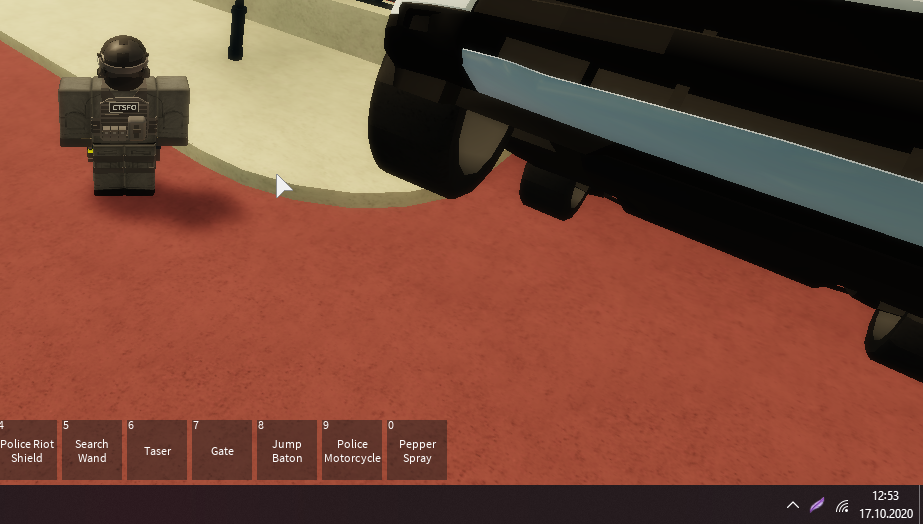 CTSFO
4
Police Riot
Shield
5
Search
Wand
6
Taser
7
Gate
8
Jump
Baton
9
Police
Motorcycle
0
Pepper
Spray
12:53
17.10.2020